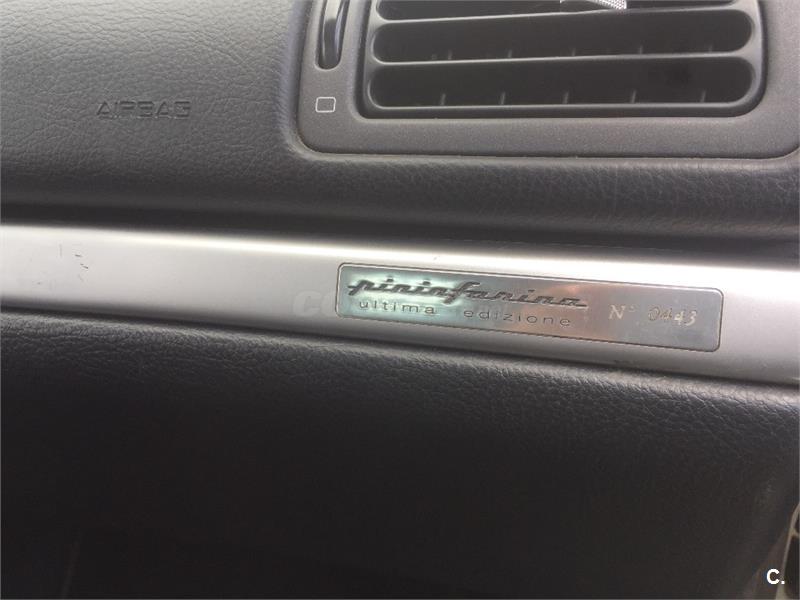 AIRBAG
pininfarina
ultima edizione N° 0443
C.